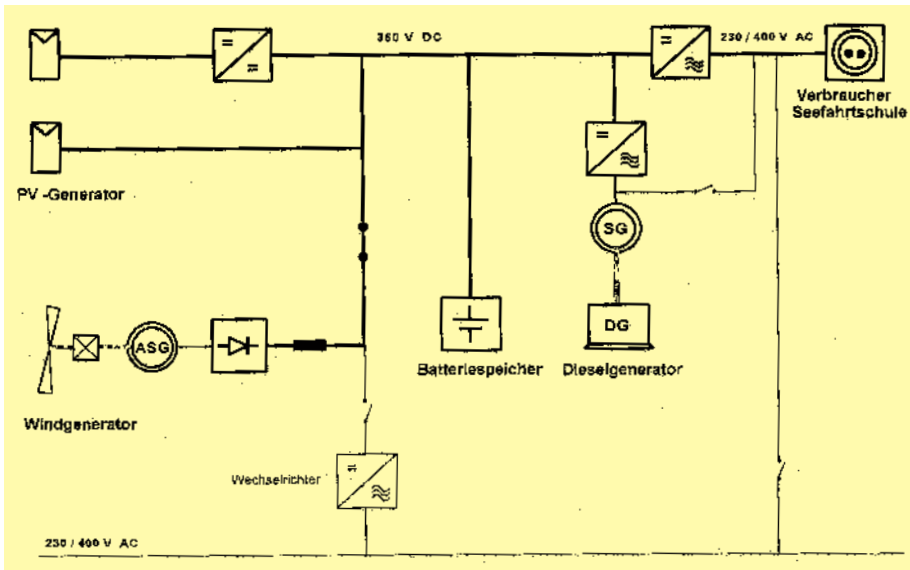 360 V DC
230 / 400 V AC
Verbraucher
Seefahrtschule
PV -Generator
SG
ASG
DG
Batteriespeicher
Dieselgenerator
Windgenerator
Wechselrichter
230 / 400 V AC